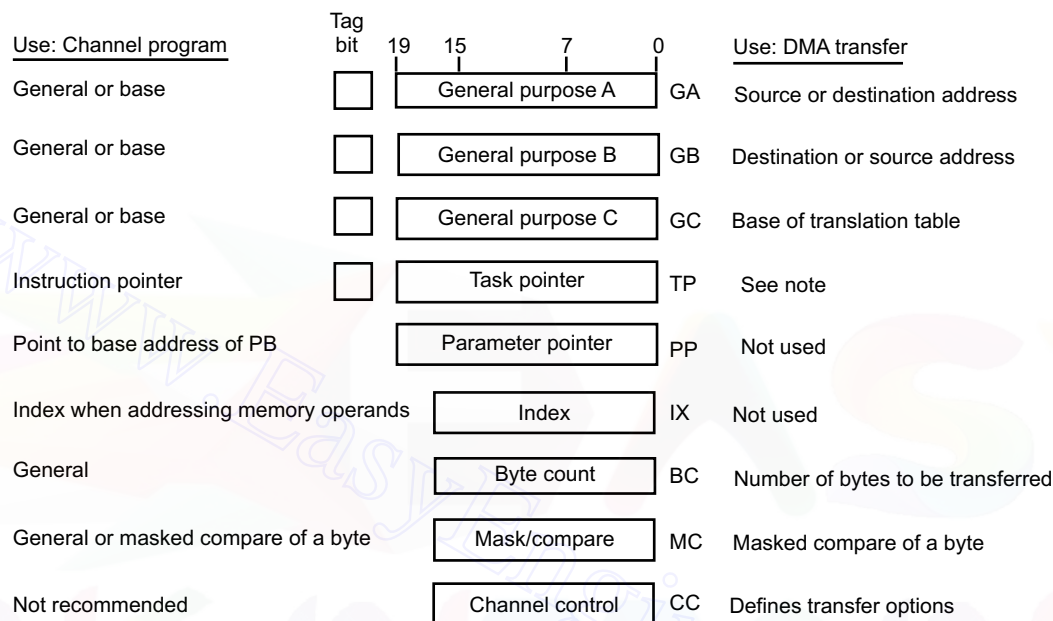 Use: Channel program
Tag
bit
19 15 7 0
Use: DMA transfer
General or base
General purpose A
GA
Source or destination address
General or base
General purpose B
GB
Destination or source address
General or base
General purpose C
GC
Base of translation table
Instruction pointer
Task pointer
TP
See note
Point to base address of PB
Parameter pointer
PP
Not used
Index when addressing memory operands
Index
IX
Not used
General
Byte count
BC
Number of bytes to be transferred
General or masked compare of a byte
Mask/compare
MC
Masked compare of a byte
Not recommended
Channel control
CC
Defines transfer options